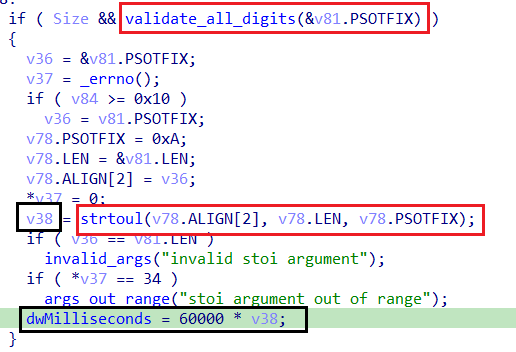 if ( Size && validate_all_digits(&v81.PSOTFIX) )
{
v36 = &v81.PSOTFIX;
v37 = _errno();
if ( v84 >= 0x10 )
v36 = v81.PSOTFIX;
v78.PSOTFIX = 0xA;
v78.LEN = &v81.LEN;
v78.ALIGN[2] = v36;
*v37 = 0;
v38 = strtoul(v78.ALIGN[2], v78.LEN, v78.PSOTFIX);
if ( v36 == v81.LEN )
invalid_args("invalid stoi argument");
if ( *v37 == 34 )
args_out_range("stoi argument out of range");
dwMilliseconds = 60000 * v38;
}